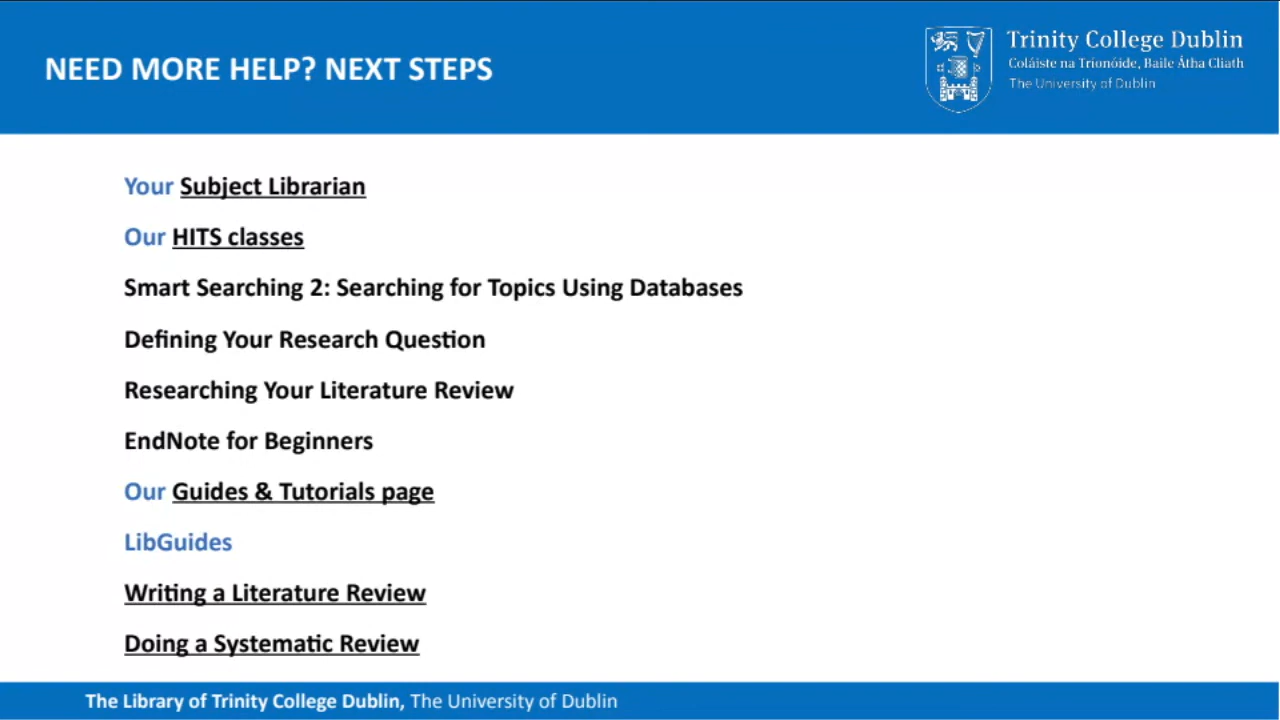 NEED MORE HELP? NEXT STEPS
Trinity College Dublin
Coláiste na Tríonóide, Baile Átha Cliath
The University of Dublin
Your Subject Librarian
Our HITS classes
Smart Searching 2: Searching for Topics Using Databases
Defining Your Research Question
Researching Your Literature Review
EndNote for Beginners
Our Guides & Tutorials page
LibGuides
Writing a Literature Review
Doing a Systematic Review
The Library of Trinity College Dublin, The University of Dublin